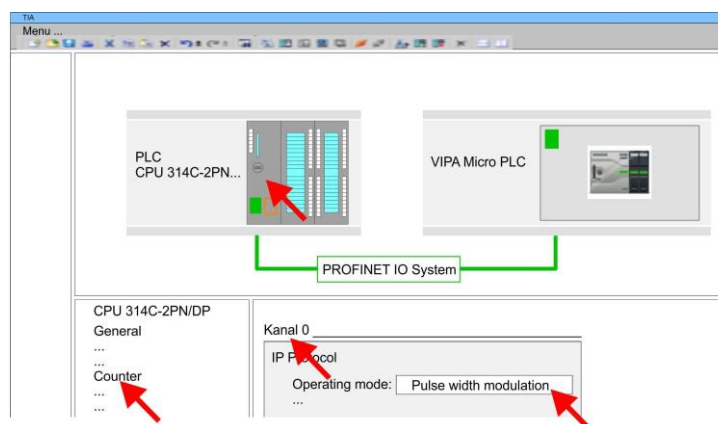 TIA
Menu ...
PLC
CPU 314C-2PN...
VIPA Micro PLC
PROFINET IO System
CPU 314C-2PN/DP
General
...
...
Counter
...
...
Kanal 0
IP Protocol
Operating mode: Pulse width modulation
...